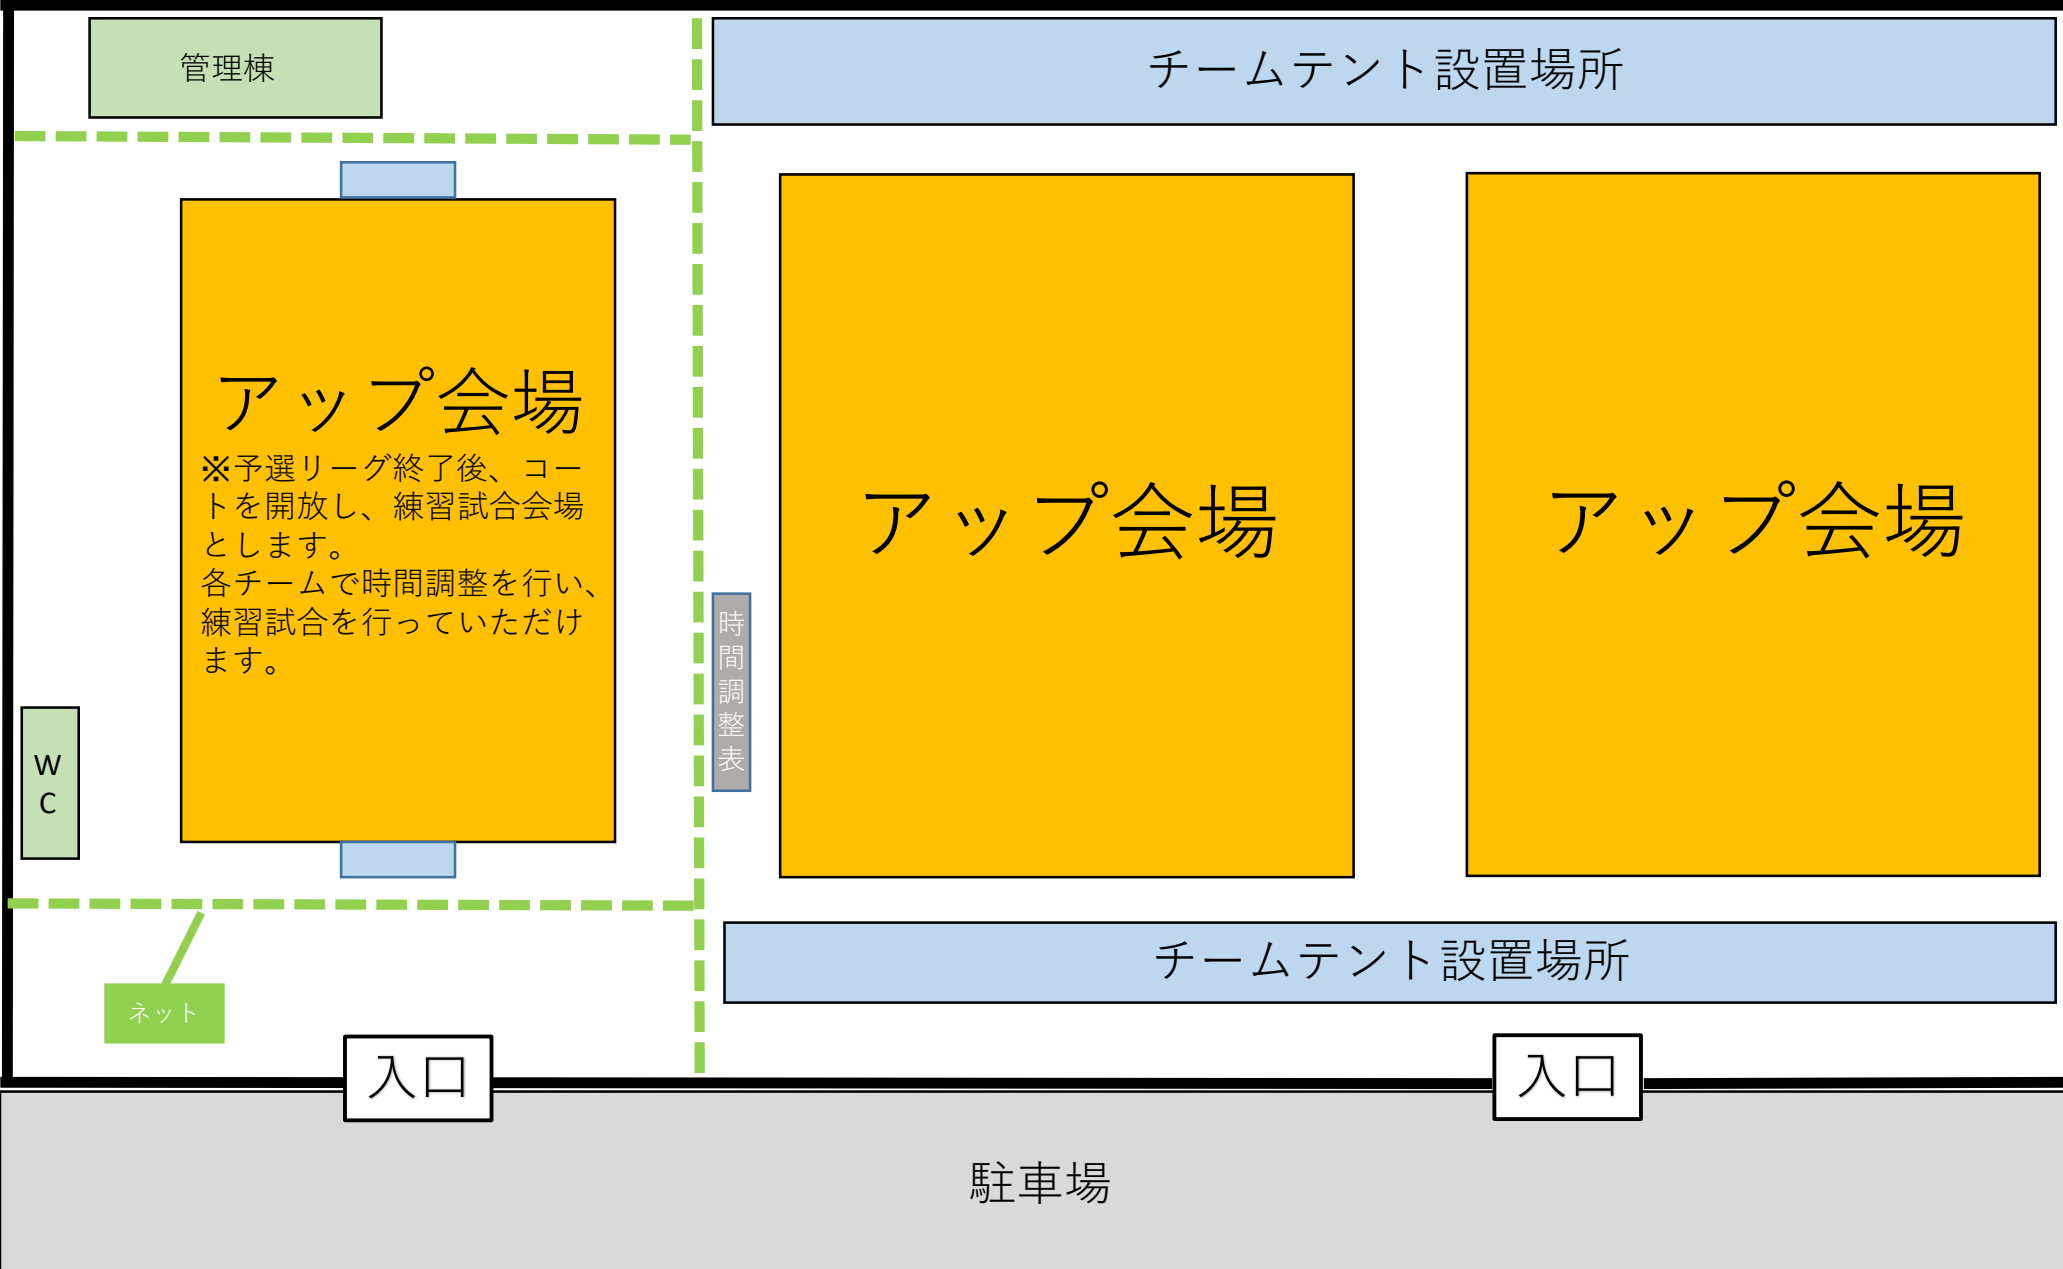 管理棟
チームテント設置場所
アップ会場
※予選リーグ終了後、コー
トを開放し、練習試合会場
とします。
各チームで時間調整を行い、
練習試合を行っていただけ
ます。
アップ会場
アップ会場
時間調整表
W
C
チームテント設置場所
ネット
入口
入口
駐車場